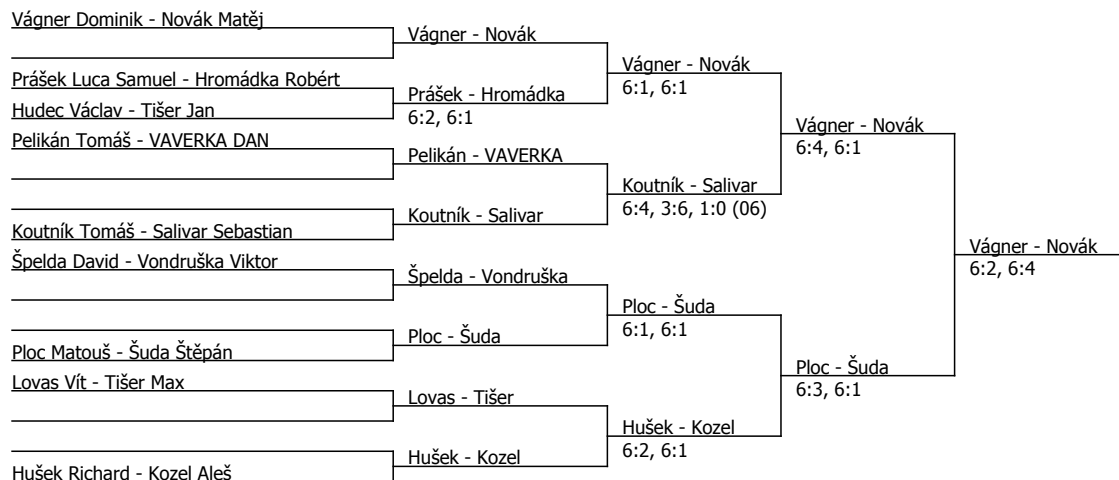 Vágner Dominik - Novák Matěj
Prášek Luca Samuel - Hromádka Robért
Hudec Václav - Tišer Jan
Pelikán Tomáš - VAVERKA DAN
Koutník Tomáš - Salivar Sebastian
Špelda David - Vondruška Viktor
Ploc Matouš - Šuda Štěpán
Lovas Vít - Tišer Max
Hušek Richard - Kozel Aleš
Vágner - Novák
Prášek - Hromádka
6:2, 6:1
Pelikán - VAVERKA
Koutník - Salivar
Špelda - Vondruška
Ploc - Šuda
Lovas - Tišer
Hušek - Kozel
Vágner - Novák
6:1, 6:1
Koutník - Salivar
6:4, 3:6, 1:0 (06)
Ploc - Šuda
6:1, 6:1
Hušek - Kozel
6:2, 6:1
Vágner - Novák
6:4, 6:1
Ploc - Šuda
6:3, 6:1
Vágner - Novák
6:2, 6:4